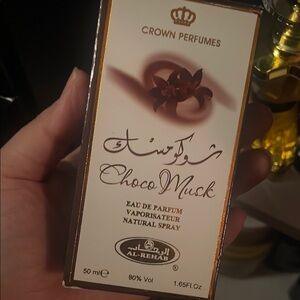 CROWN PERFUMES
شوكو مسك
Choco Musk
EAU DE PARFUM
VAPORISATEUR
NATURAL SPRAY
الرحاب
AL-REHAB
50 ml e 80% Vol 1.65Fl.Oz